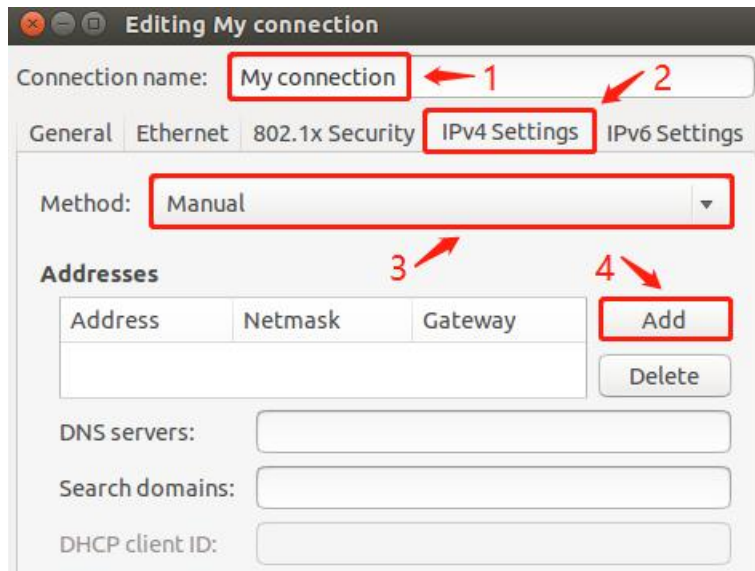 Editing My connection
Connection name: My connection 1
2
General Ethernet 802.1x Security IPv4 Settings IPv6 Settings
Method: Manual
3
Addresses 4
Address Netmask Gateway Add
Delete
DNS servers:
Search domains:
DHCP client ID: